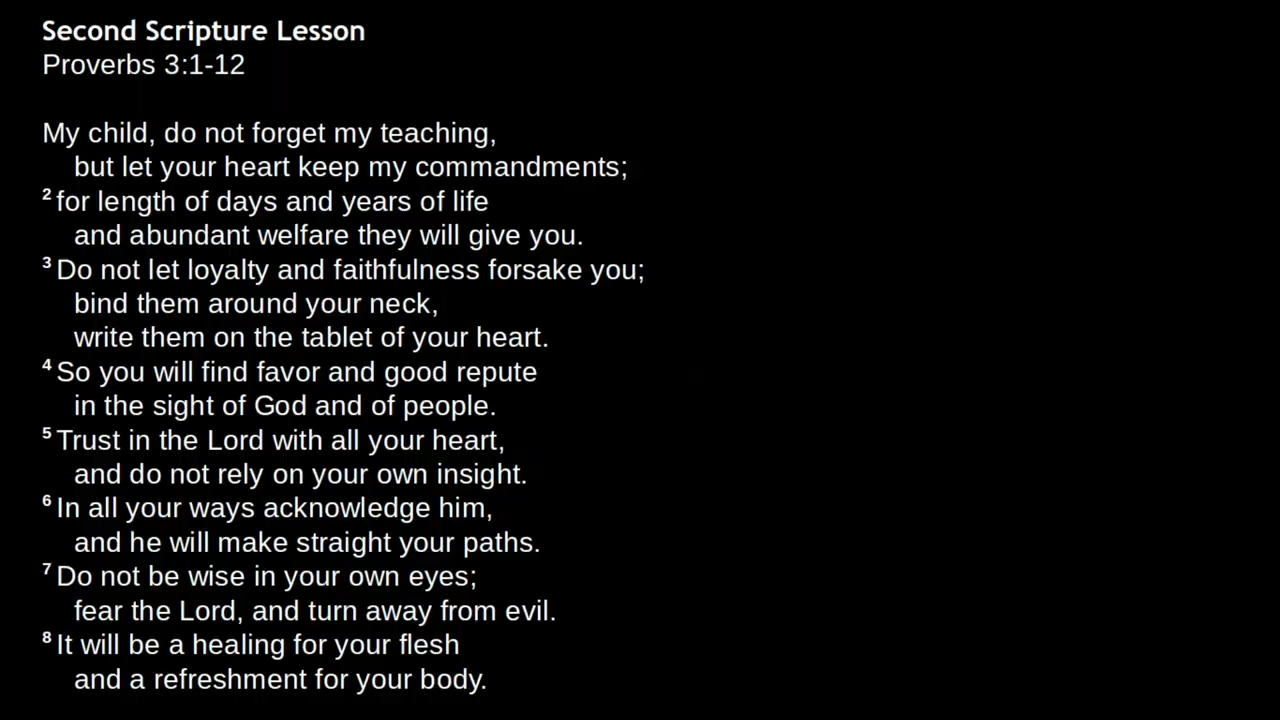 Second Scripture Lesson
Proverbs 3:1-12
My child, do not forget my teaching,
but let your heart keep my commandments;
2 for length of days and years of life
and abundant welfare they will give you.
3 Do not let loyalty and faithfulness forsake you;
bind them around your neck,
write them on the tablet of your heart.
4 So you will find favor and good repute
in the sight of God and of people.
5 Trust in the Lord with all your heart,
and do not rely on your own insight.
6 In all your ways acknowledge him,
and he will make straight your paths.
7 Do not be wise in your own eyes;
fear the Lord, and turn away from evil.
8 It will be a healing for your flesh
and a refreshment for your body.